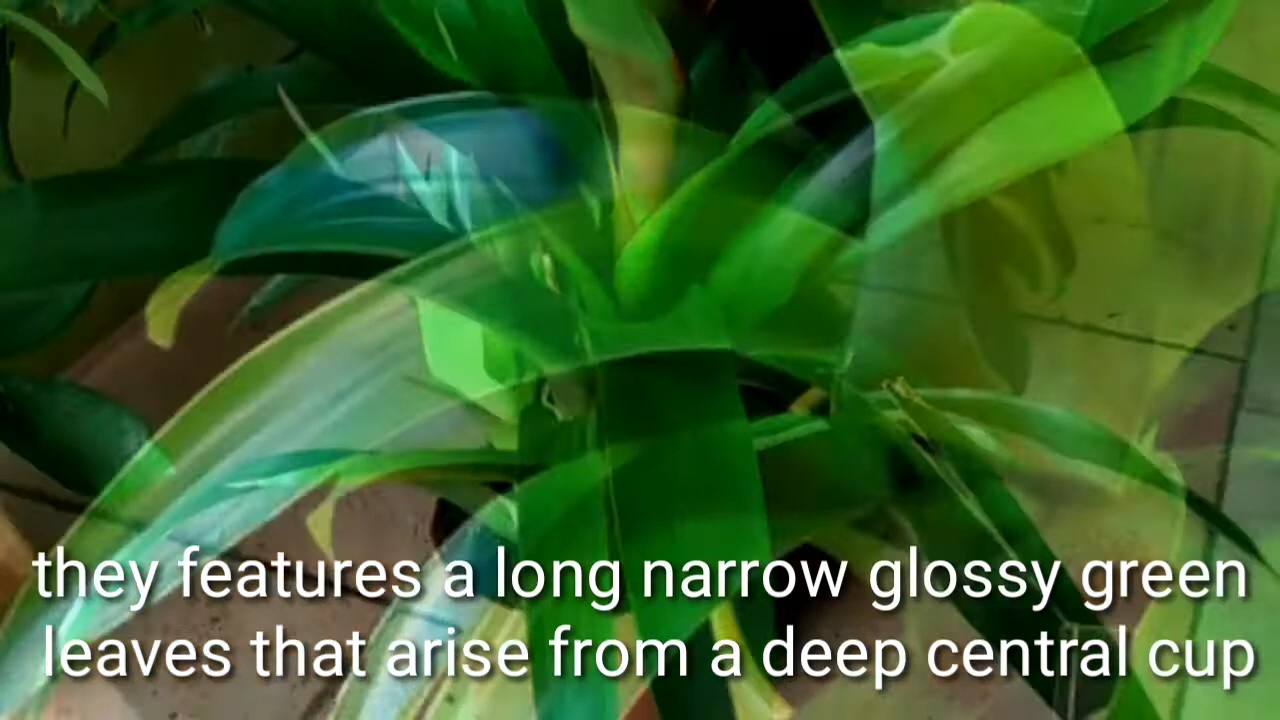 they features a long narrow glossy green
leaves that arise from a deep central cup